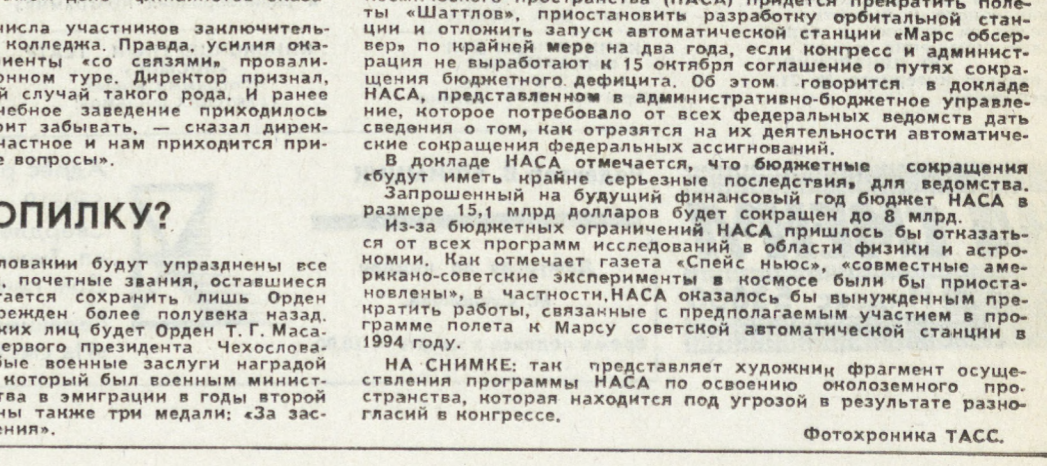 числа участников заключитель-
колледжа. Правда, усилия ока-
иенты «со связями» провали-
онном туре. Директор признал,
й случай такого рода. И ранее
чебное заведение приходилось
оит забывать, — сказал дирек-
частное и нам приходится при-
е вопросы».
ОПИЛКУ?
ловакии будут упразднены все
, почетные звания, оставшиеся
гается сохранить лишь Орден
режден более полувека назад.
ких лиц будет Орден Т. Г. Маса-
ервого президента Чехослова-
бые военные заслуги наградой
который был военным минист-
тва в эмиграции в годы второй
ны также три медали: «За зас-
ения».
космического пространства (НАСА) придется прекратить поле-
ты «Шаттлов», приостановить разработку орбитальной стан-
ции и отложить запуск автоматической станции «Марс обсер-
вер» по крайней мере на два года, если конгресс и админист-
рация не выработают к 15 октября соглашение о путях сокра-
щения бюджетного дефицита. Об этом говорится в докладе
НАСА, представленном в административно-бюджетное управле-
ние, которое потребовало от всех федеральных ведомств дать
сведения о том, как отразятся на их деятельности автоматиче-
ские сокращения федеральных ассигнований.
В докладе НАСА отмечается, что бюджетные сокращения
«будут иметь крайне серьезные последствия» для ведомства.
Запрошенный на будущий финансовый год бюджет НАСА в
размере 15,1 млрд долларов будет сокращен до 8 млрд.
Из-за бюджетных ограничений НАСА пришлось бы отказать-
ся от всех программ исследований в области физики и астро-
номии. Как отмечает газета «Спейс ньюс», «совместные аме-
рикано-советские эксперименты в космосе были бы приоста-
новлены», в частности, НАСА оказалось бы вынужденным пре-
кратить работы, связанные с предполагаемым участием в про-
грамме полета к Марсу советской автоматической станции в
1994 году.
НА СНИМКЕ: так представляет художник фрагмент осуще-
ствления программы НАСА по освоению околоземного про-
странства, которая находится под угрозой в результате разно-
гласий в конгрессе.
Фотохроника ТАСС.